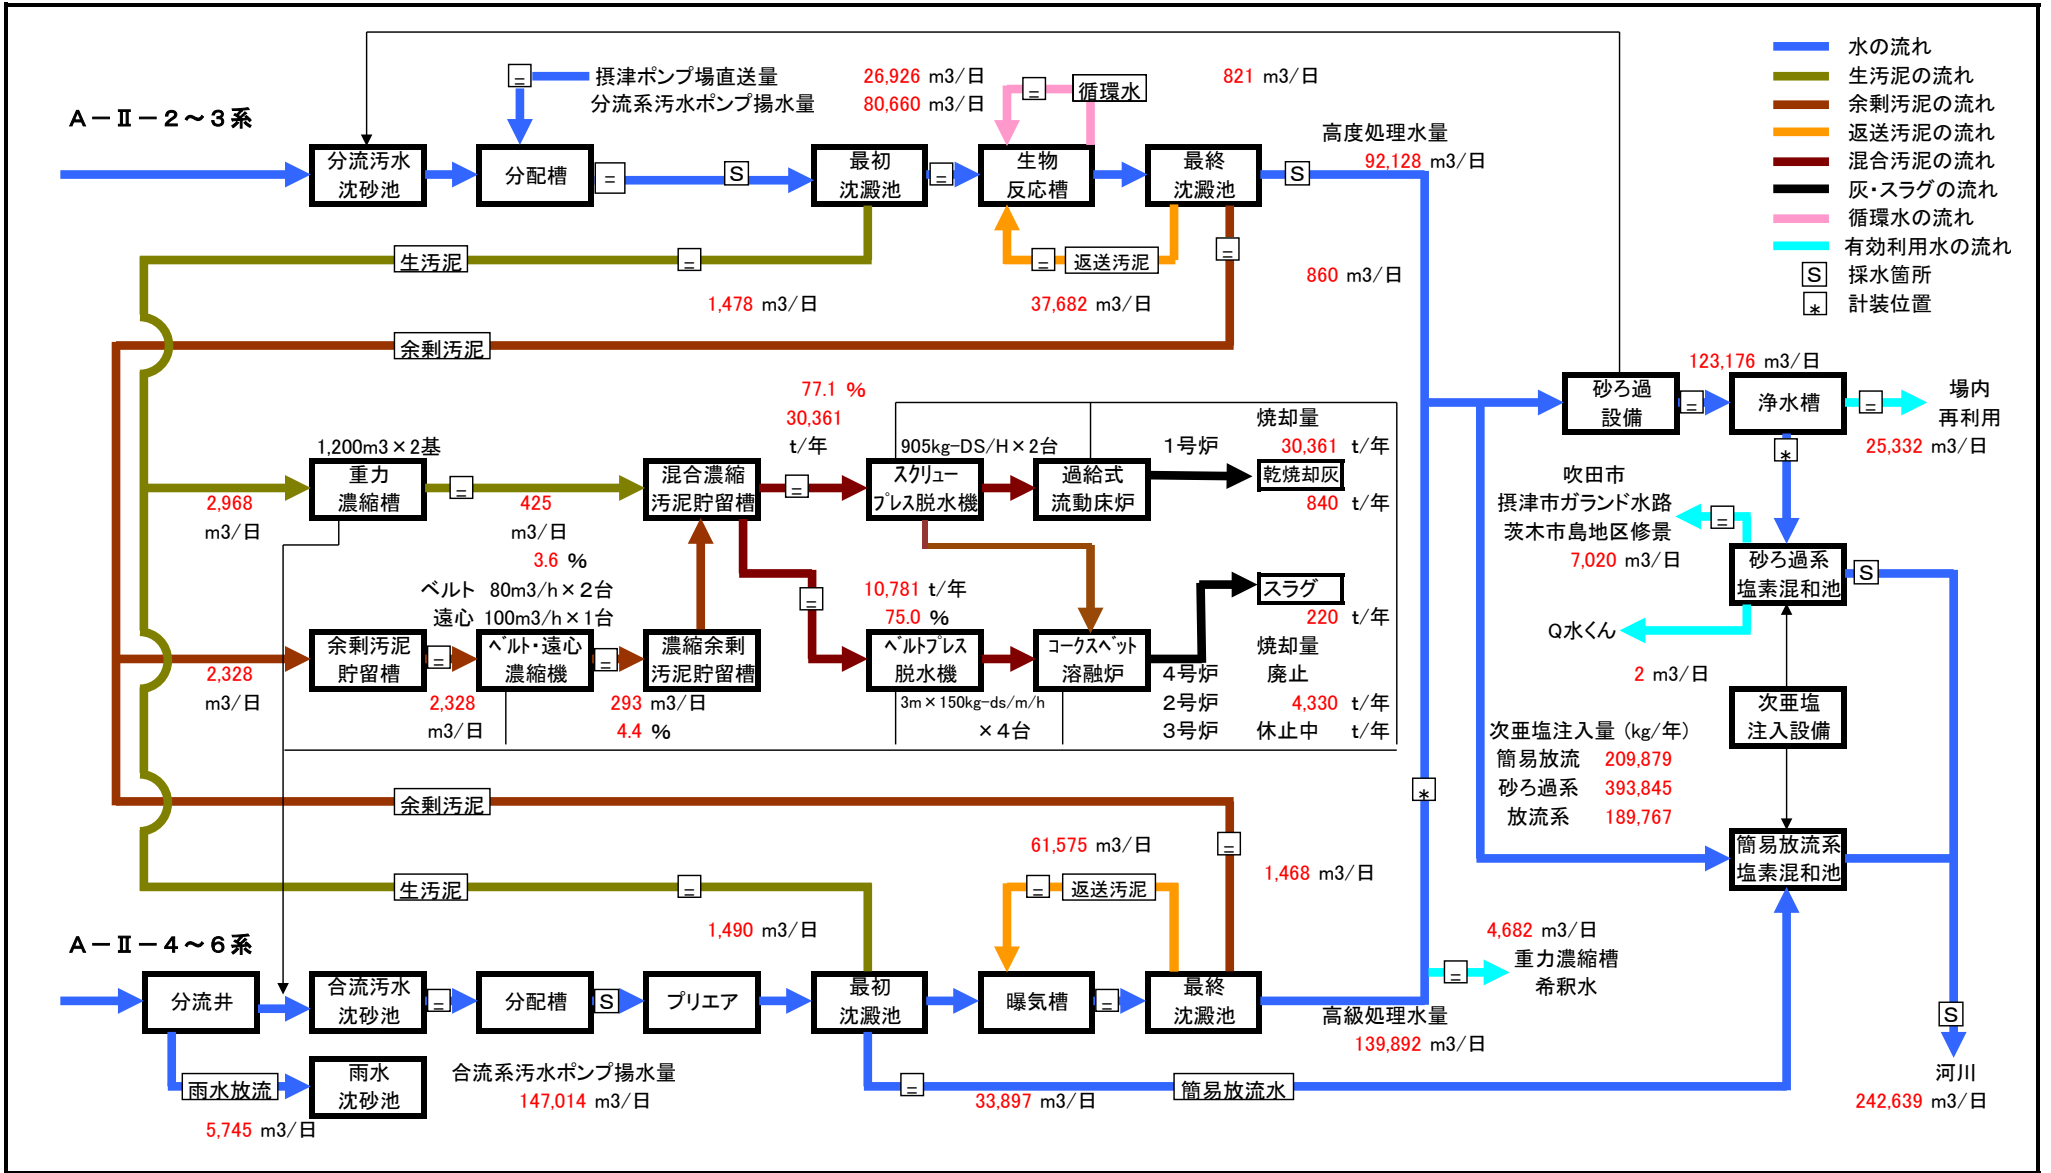 水の流れ
生汚泥の流れ
余剰汚泥の流れ
返送汚泥の流れ
混合汚泥の流れ
灰・スラグの流れ
循環水の流れ
有効利用水の流れ
S 採水箇所
* 計装位置
A－Ⅱ－2～3系
= 摂津ポンプ場直送量 26,926 m3/日
分流系汚水ポンプ揚水量 80,660 m3/日
= 循環水
821 m3/日
分流汚水
沈砂池
分配槽
=
S
最初
沈澱池
=
生物
反応槽
最終
沈澱池
S
高度処理水量
92,128 m3/日
生汚泥
=
1,478 m3/日
= 返送汚泥
37,682 m3/日
=
860 m3/日
余剰汚泥
77.1 %
30,361
t/年
1,200m3×2基
重力
濃縮槽
2,968
m3/日
=
425
m3/日
3.6 %
混合濃縮
汚泥貯留槽
=
905kg-DS/H×2台
スクリュー
プレス脱水機
過給式
流動床炉
1号炉
焼却量
30,361 t/年
乾焼却灰
840 t/年
ベルト 80m3/h×2台
遠心 100m3/h×1台
=
10,781 t/年
75.0 %
スラグ
220 t/年
余剰汚泥
貯留槽
2,328
m3/日
=
ベルト・遠心
濃縮機
2,328
m3/日
=
濃縮余剰
汚泥貯留槽
293 m3/日
4.4 %
ベルトプレス
脱水機
3m×150kg-ds/m/h
×4台
コークスベット
溶融炉
焼却量
4号炉 廃止
2号炉 4,330 t/年
3号炉 休止中 t/年
砂ろ過
設備
=
123,176 m3/日
浄水槽
=
場内
再利用
25,332 m3/日
*
吹田市
摂津市ガランド水路
茨木市島地区修景
7,020 m3/日
=
砂ろ過系
塩素混和池
S
Q水くん
2 m3/日
次亜塩
注入設備
次亜塩注入量 (kg/年)
簡易放流 209,879
砂ろ過系 393,845
放流系 189,767
簡易放流系
塩素混和池
*
余剰汚泥
=
1,468 m3/日
61,575 m3/日
= 返送汚泥
生汚泥
=
1,490 m3/日
4,682 m3/日
=
重力濃縮槽
希釈水
A－Ⅱ－4～6系
分流井
合流汚水
沈砂池
=
分配槽
S
プリエア
最初
沈澱池
曝気槽
=
最終
沈澱池
高級処理水量
139,892 m3/日
雨水放流
雨水
沈砂池
5,745 m3/日
合流系汚水ポンプ揚水量
147,014 m3/日
=
33,897 m3/日
簡易放流水
S
河川
242,639 m3/日